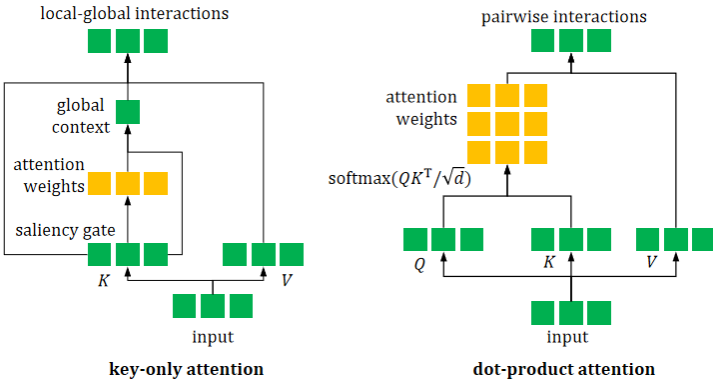 local-global interactions
global
context
attention
weights
saliency gate
K
V
input
key-only attention
pairwise interactions
attention
weights
softmax(QKᵀ/√d)
Q
K
V
input
dot-product attention